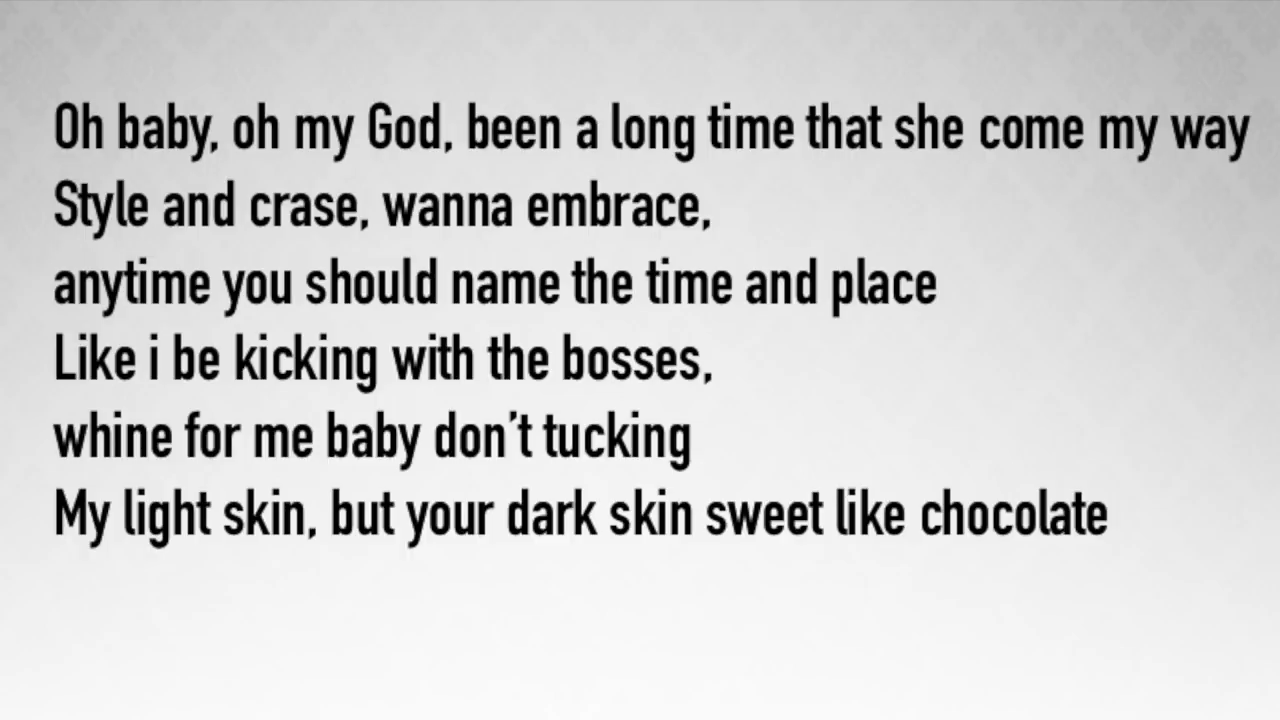 Oh baby, oh my God, been a long time that she come my way
Style and crase, wanna embrace,
anytime you should name the time and place
Like i be kicking with the bosses,
whine for me baby don't tucking
My light skin, but your dark skin sweet like chocolate